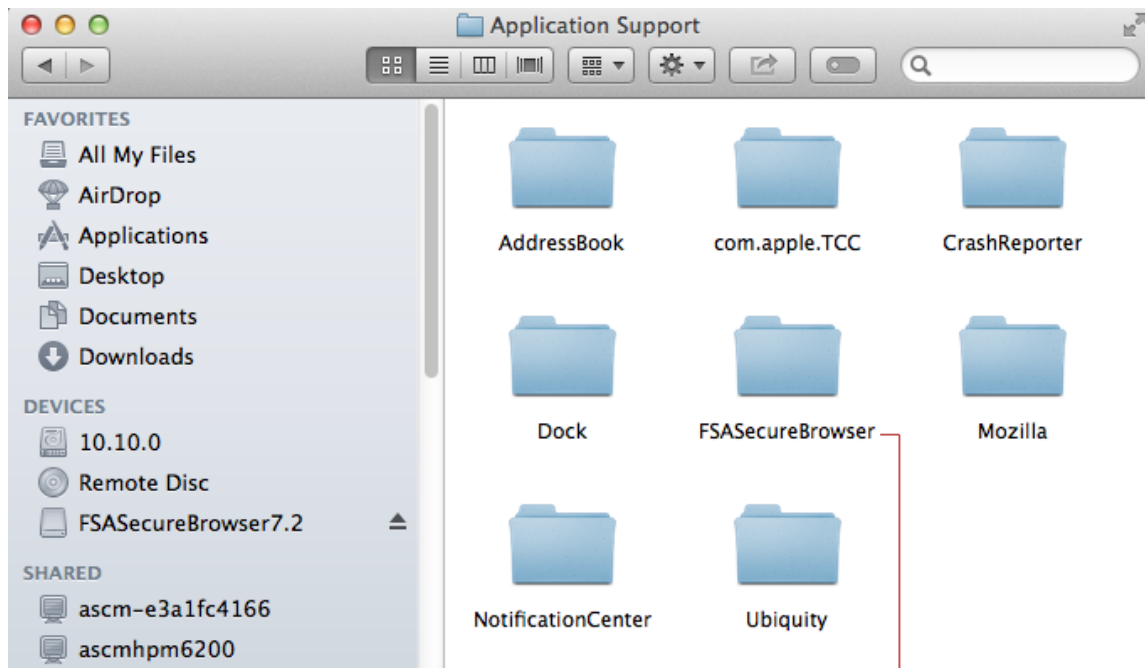 Application Support
FAVORITES
All My Files
AirDrop
Applications
Desktop
Documents
Downloads
DEVICES
10.10.0
Remote Disc
FSASecureBrowser7.2
SHARED
ascm-e3a1fc4166
ascmhpm6200
AddressBook
com.apple.TCC
CrashReporter
Dock
FSASecureBrowser
Mozilla
NotificationCenter
Ubiquity